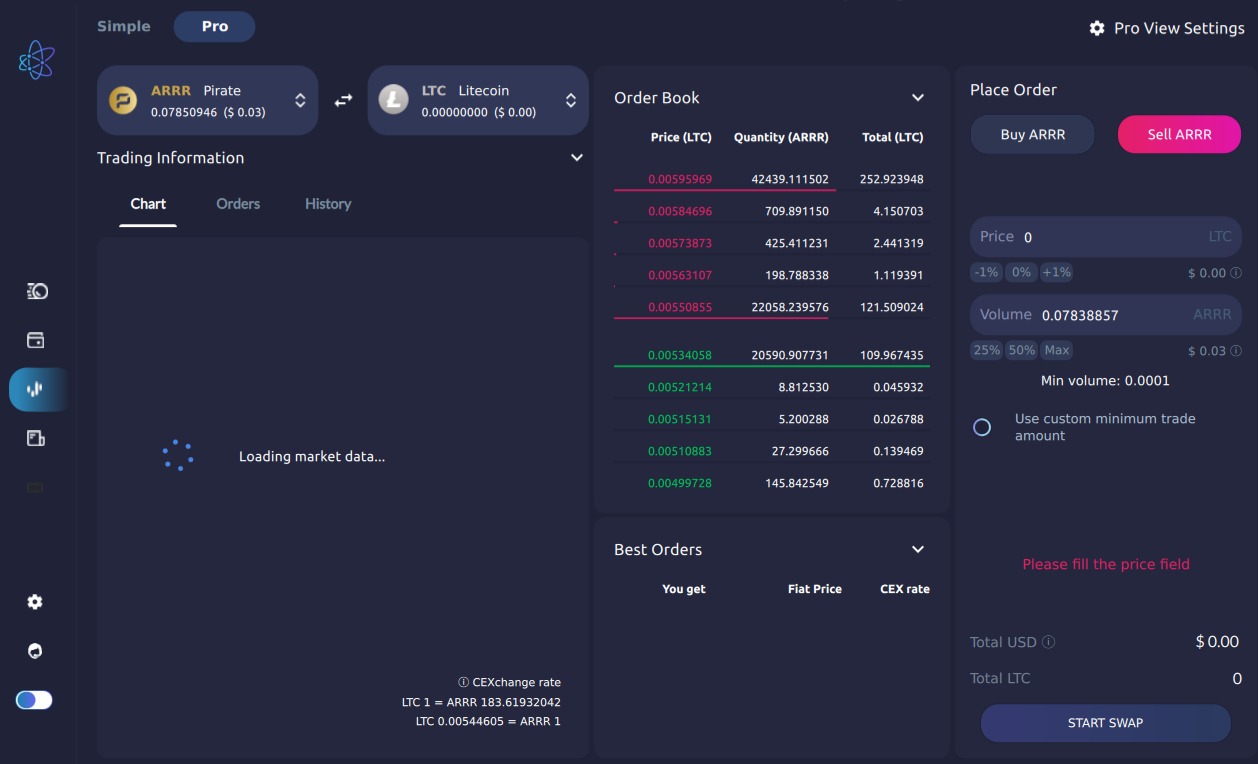 Simple Pro
Pro View Settings
ARRR Pirate
0.07850946 ($ 0.03)
LTC Litecoin
0.00000000 ($ 0.00)
Trading Information
Chart Orders History
Loading market data...
ⓘ CEXchange rate
LTC 1 = ARRR 183.61932042
LTC 0.00544605 = ARRR 1
Order Book
Price (LTC) Quantity (ARRR) Total (LTC)
0.00595969 42439.111502 252.923948
0.00584696 709.891150 4.150703
0.00573873 425.411231 2.441319
0.00563107 198.788338 1.119391
0.00550855 22058.239576 121.509024
0.00534058 20590.907731 109.967435
0.00521214 8.812530 0.045932
0.00515131 5.200288 0.026788
0.00510883 27.299666 0.139469
0.00499728 145.842549 0.728816
Best Orders
You get Fiat Price CEX rate
Place Order
Buy ARRR Sell ARRR
Price 0 LTC
-1% 0% +1% $ 0.00 ⓘ
Volume 0.07838857 ARRR
25% 50% Max $ 0.03 ⓘ
Min volume: 0.0001
Use custom minimum trade
amount
Please fill the price field
Total USD ⓘ $ 0.00
Total LTC 0
START SWAP